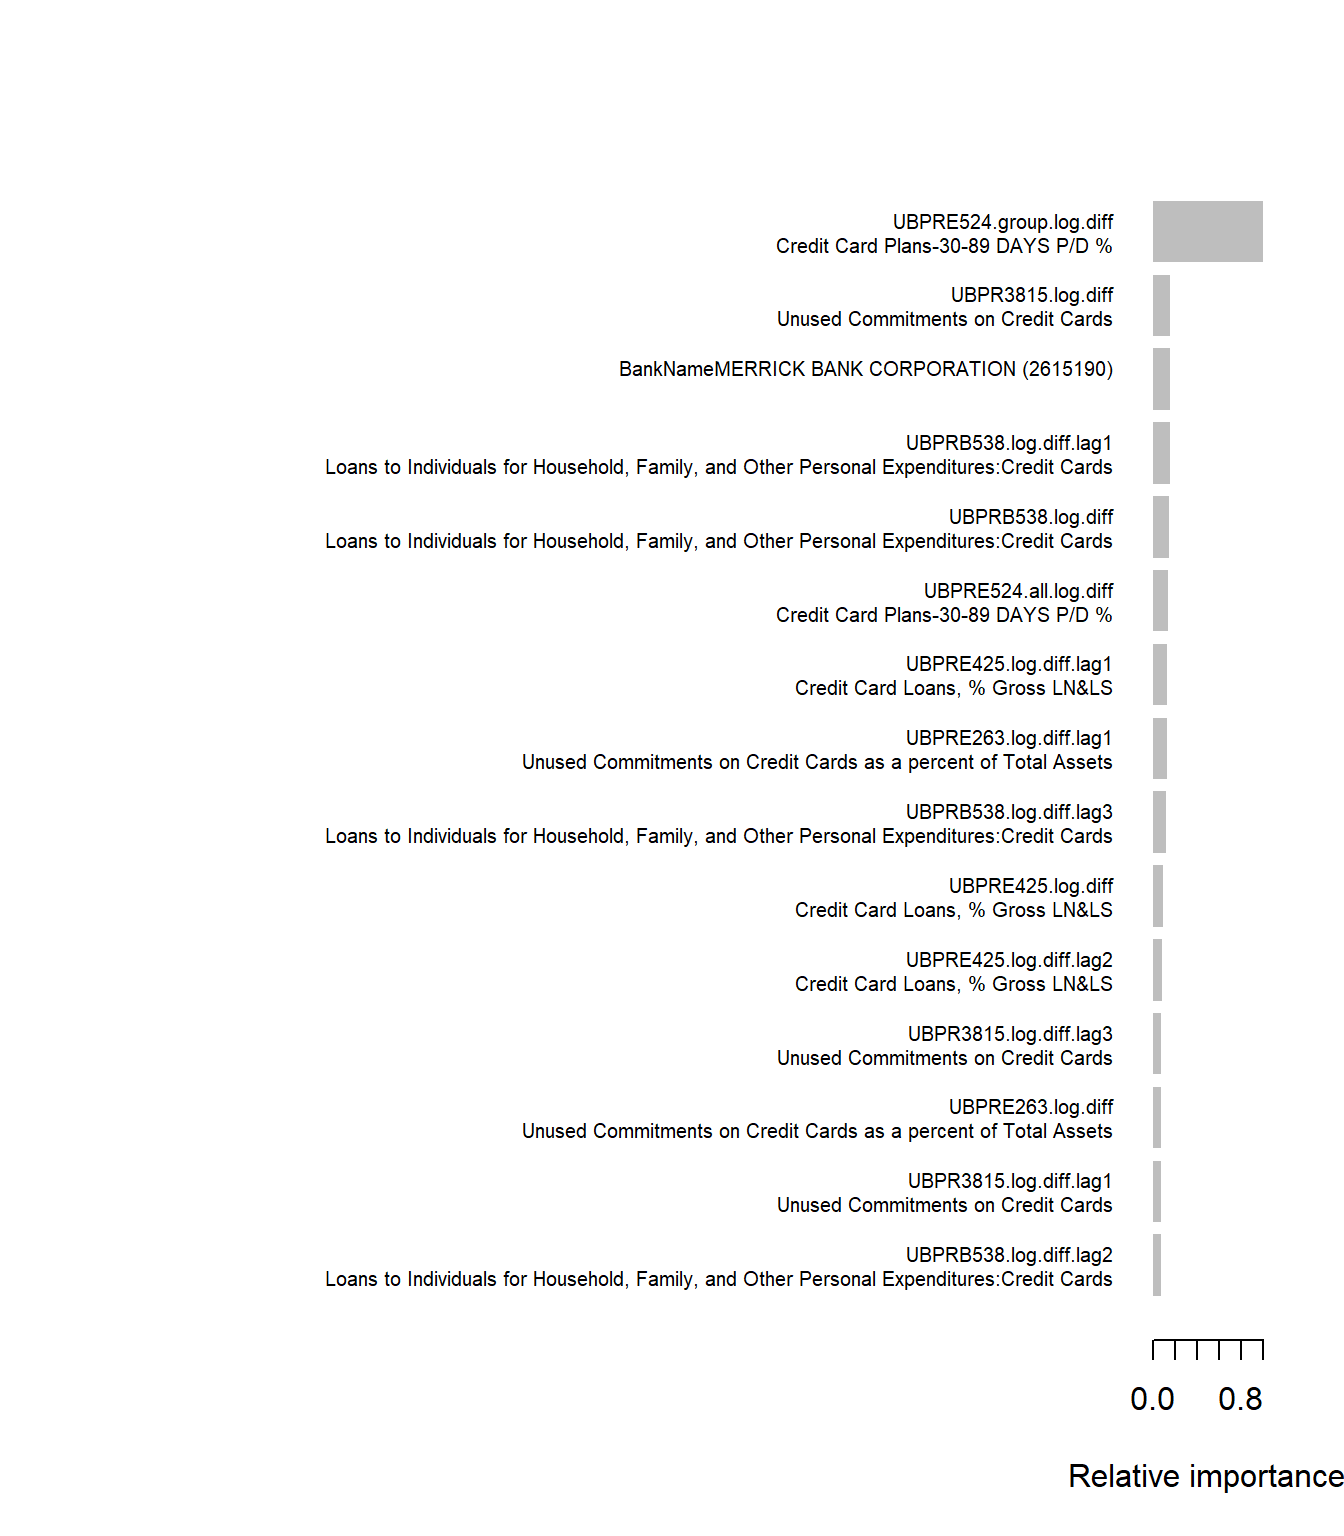 UBPRE524.group.log.diff
Credit Card Plans-30-89 DAYS P/D %
UBPR3815.log.diff
Unused Commitments on Credit Cards
BankNameMERRICK BANK CORPORATION (2615190)
UBPRB538.log.diff.lag1
Loans to Individuals for Household, Family, and Other Personal Expenditures:Credit Cards
UBPRB538.log.diff
Loans to Individuals for Household, Family, and Other Personal Expenditures:Credit Cards
UBPRE524.all.log.diff
Credit Card Plans-30-89 DAYS P/D %
UBPRE425.log.diff.lag1
Credit Card Loans, % Gross LN&LS
UBPRE263.log.diff.lag1
Unused Commitments on Credit Cards as a percent of Total Assets
UBPRB538.log.diff.lag3
Loans to Individuals for Household, Family, and Other Personal Expenditures:Credit Cards
UBPRE425.log.diff
Credit Card Loans, % Gross LN&LS
UBPRE425.log.diff.lag2
Credit Card Loans, % Gross LN&LS
UBPR3815.log.diff.lag3
Unused Commitments on Credit Cards
UBPRE263.log.diff
Unused Commitments on Credit Cards as a percent of Total Assets
UBPR3815.log.diff.lag1
Unused Commitments on Credit Cards
UBPRB538.log.diff.lag2
Loans to Individuals for Household, Family, and Other Personal Expenditures:Credit Cards
0.0 0.8
Relative importance